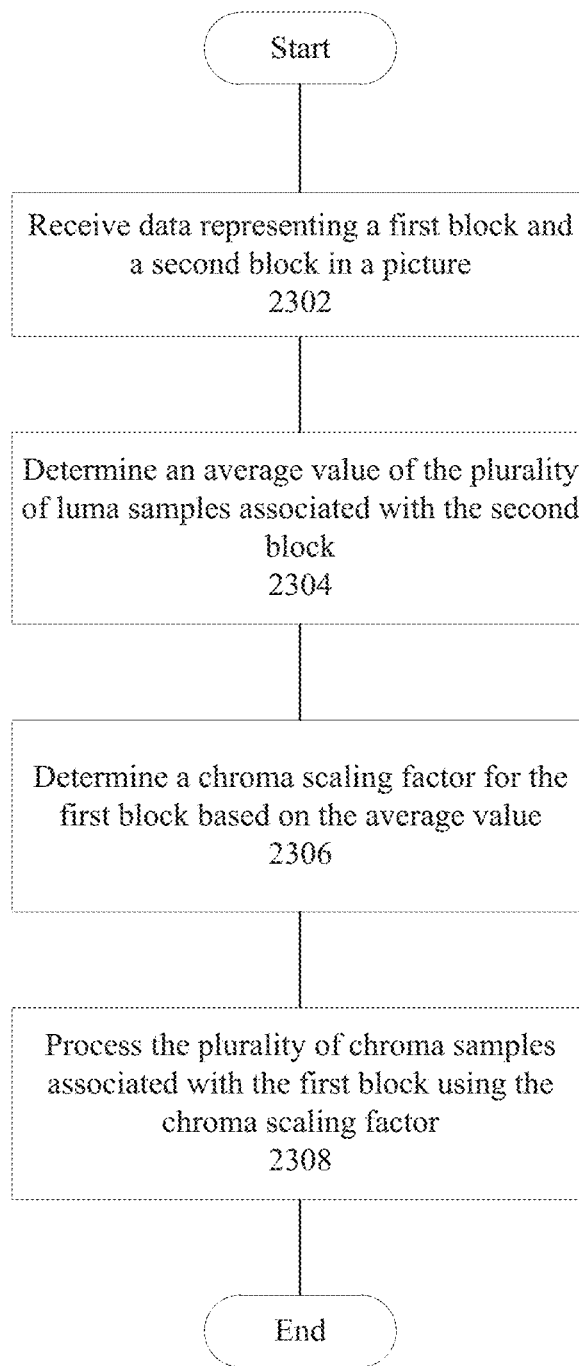 Start
Receive data representing a first block and
a second block in a picture
2302
Determine an average value of the plurality
of luma samples associated with the second
block
2304
Determine a chroma scaling factor for the
first block based on the average value
2306
Process the plurality of chroma samples
associated with the first block using the
chroma scaling factor
2308
End